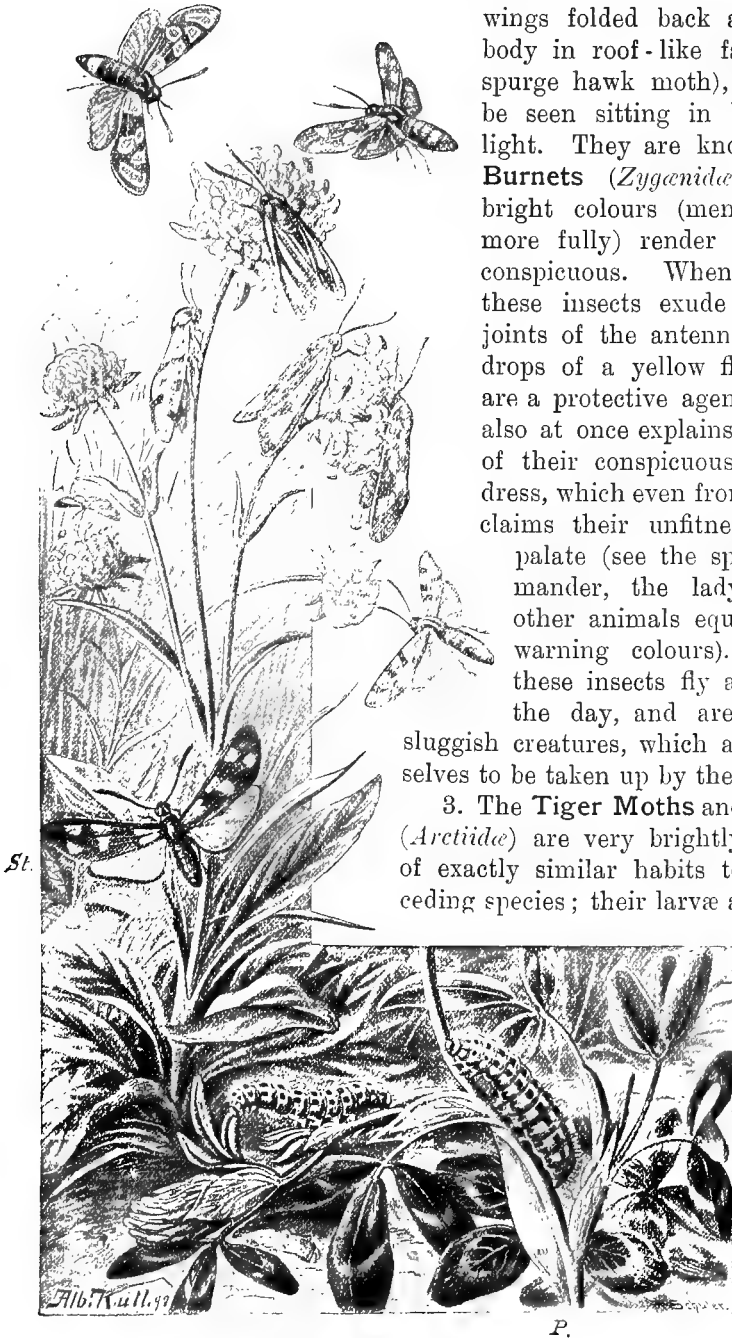 wings folded back a
body in roof-like fa
spurge hawk moth),
be seen sitting in
light. They are kno
Burnets (Zygænidæ
bright colours (men
more fully) render
conspicuous. When
these insects exude
joints of the antenn
drops of a yellow fl
are a protective agen
also at once explains
of their conspicuous
dress, which even fron
claims their unfitne
palate (see the sp
mander, the lady
other animals equ
warning colours).
these insects fly a
the day, and are
sluggish creatures, which a
selves to be taken up by the
3. The Tiger Moths and
(Arctiidæ) are very brightly
of exactly similar habits to
ceding species; their larvæ a
St.
Alb. Kull.
P.